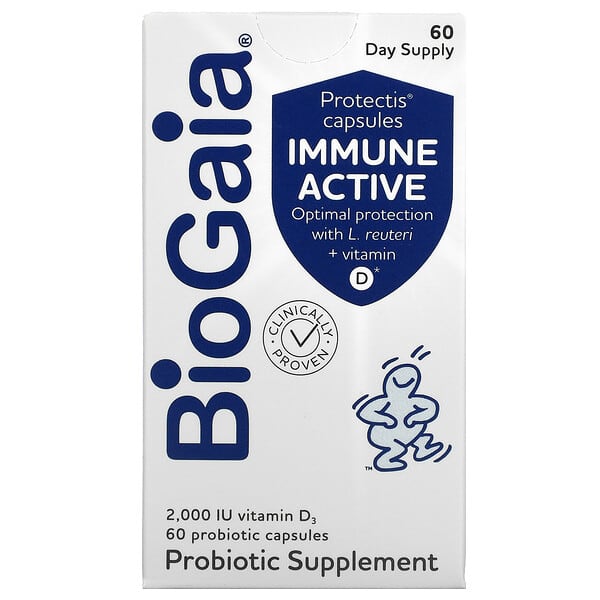 60
Day Supply
BioGaia®
Protectis®
capsules
IMMUNE
ACTIVE
Optimal protection
with L. reuteri
+ vitamin
D*
CLINICALLY
PROVEN
TM
2,000 IU vitamin D₃
60 probiotic capsules
Probiotic Supplement